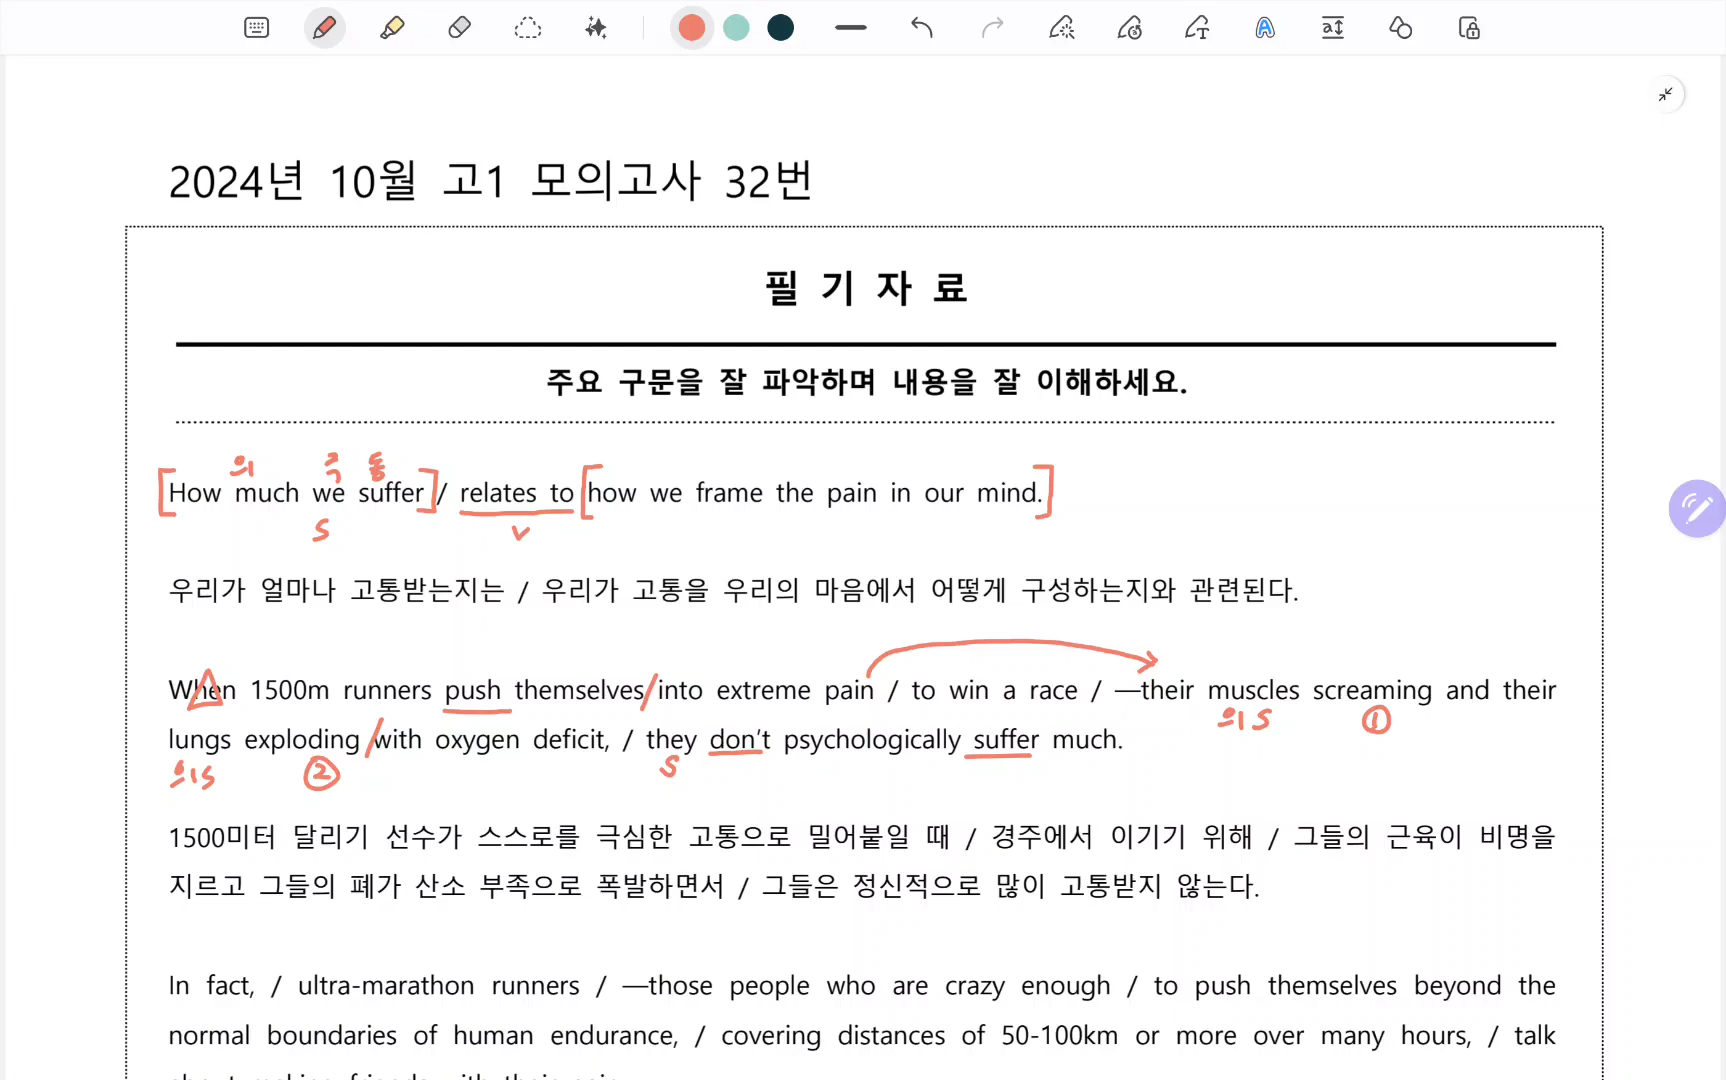 2024년 10월 고1 모의고사 32번
필 기 자 료
주요 구문을 잘 파악하며 내용을 잘 이해하세요.
의 주 동
[How much we suffer] / relates to [how we frame the pain in our mind.]
S V
우리가 얼마나 고통받는지는 / 우리가 고통을 우리의 마음에서 어떻게 구성하는지와 관련된다.
When 1500m runners push themselves/into extreme pain / to win a race / —their muscles screaming and their
의S ①
lungs exploding /with oxygen deficit, / they don't psychologically suffer much.
의S ② S
1500미터 달리기 선수가 스스로를 극심한 고통으로 밀어붙일 때 / 경주에서 이기기 위해 / 그들의 근육이 비명을
지르고 그들의 폐가 산소 부족으로 폭발하면서 / 그들은 정신적으로 많이 고통받지 않는다.
In fact, / ultra-marathon runners / —those people who are crazy enough / to push themselves beyond the
normal boundaries of human endurance, / covering distances of 50-100km or more over many hours, / talk
about making friends with their pain.